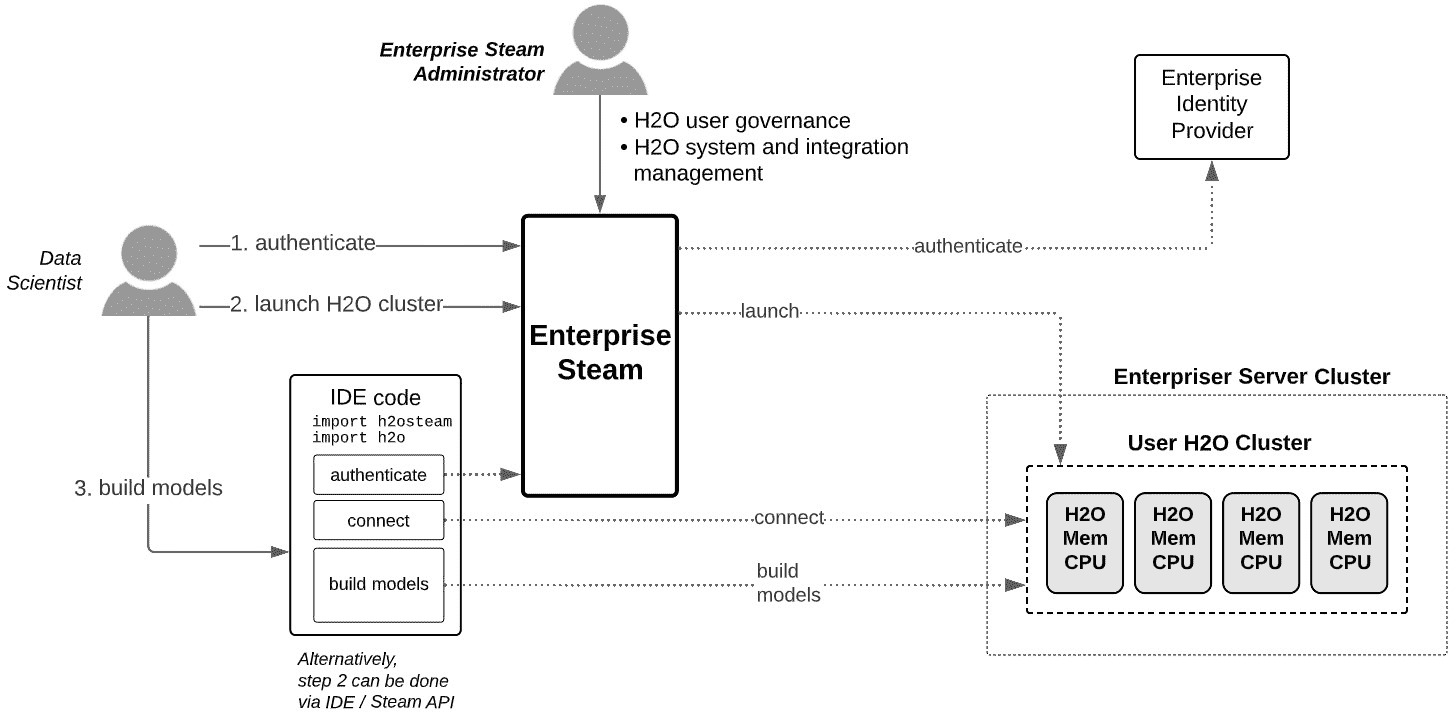 Enterprise Steam
Administrator
• H2O user governance
• H2O system and integration
management
Enterprise
Identity
Provider
Data
Scientist
1. authenticate
authenticate
2. launch H2O cluster
launch
Enterprise
Steam
Enterpriser Server Cluster
IDE code
import h2osteam
import h2o
User H2O Cluster
authenticate
3. build models
connect
connect
build models
build
models
H2O
Mem
CPU
H2O
Mem
CPU
H2O
Mem
CPU
H2O
Mem
CPU
Alternatively,
step 2 can be done
via IDE / Steam API